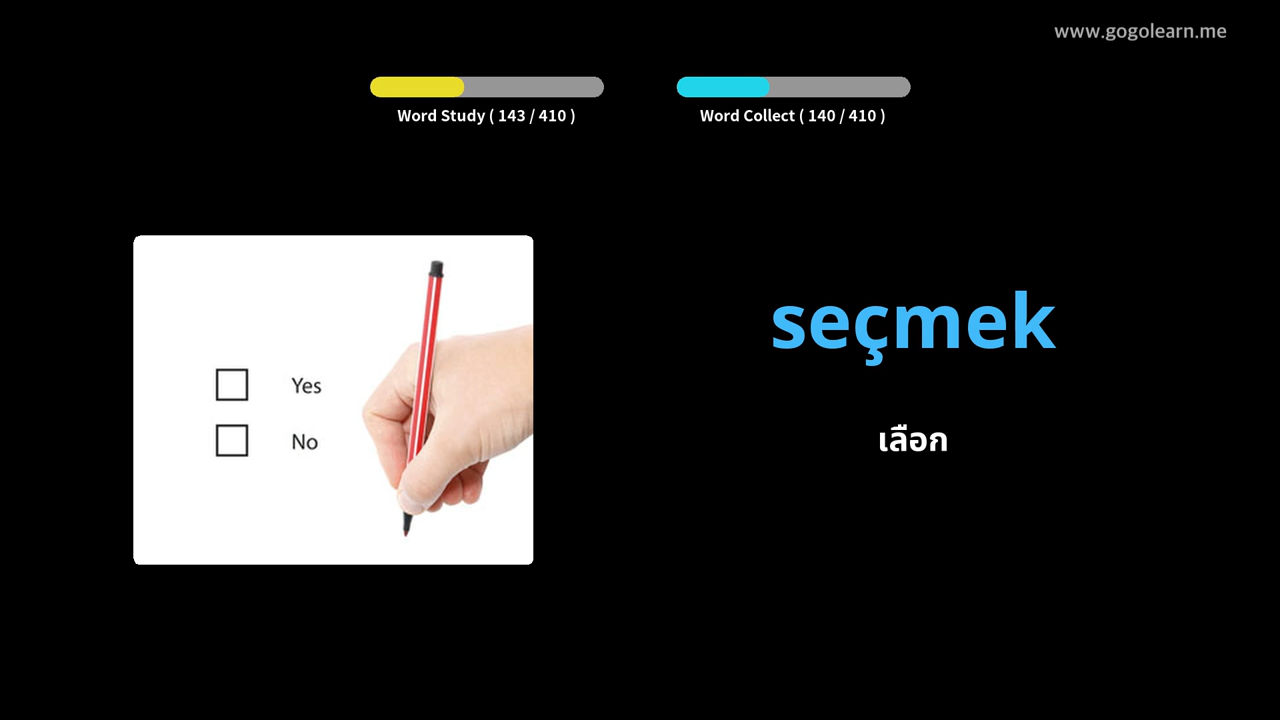 www.gogolearn.me
Word Study ( 143 / 410 )
Word Collect ( 140 / 410 )
Yes
No
seçmek
เลือก